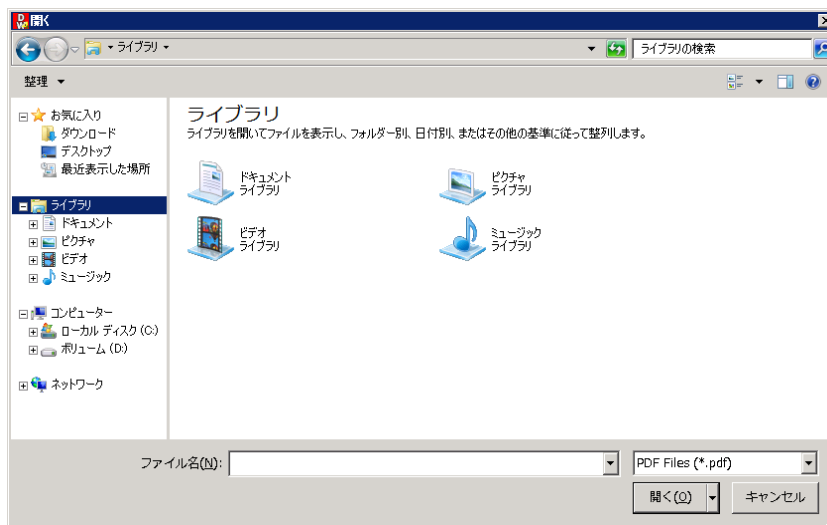 開く
ライブラリ
ライブラリの検索
整理
お気に入り
ダウンロード
デスクトップ
最近表示した場所
ライブラリ
ドキュメント
ピクチャ
ビデオ
ミュージック
コンピューター
ローカル ディスク (C:)
ボリューム (D:)
ネットワーク
ライブラリ
ライブラリを開いてファイルを表示し、フォルダー別、日付別、またはその他の基準に従って整列します。
ドキュメント
ライブラリ
ピクチャ
ライブラリ
ビデオ
ライブラリ
ミュージック
ライブラリ
ファイル名(N):
PDF Files (*.pdf)
開く(O)
キャンセル